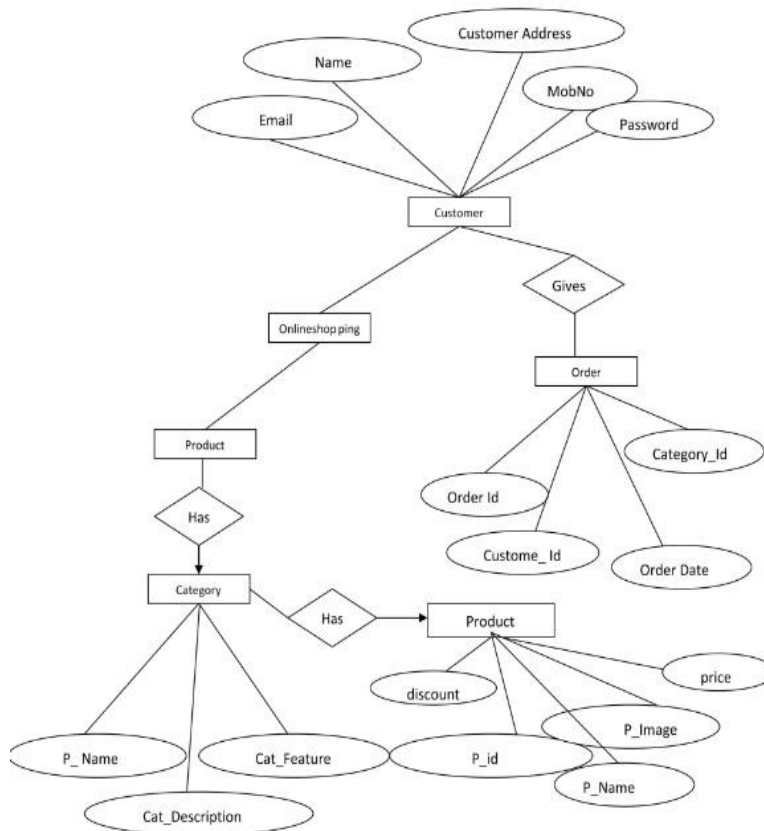 Customer Address
Name
MobNo
Email
Password
Customer
Gives
Onlineshopping
Order
Product
Category_Id
Order Id
Has
Custome_ Id
Order Date
Category
Has
Product
price
discount
P_Image
P_ Name
Cat_Feature
P_id
P_Name
Cat_Description